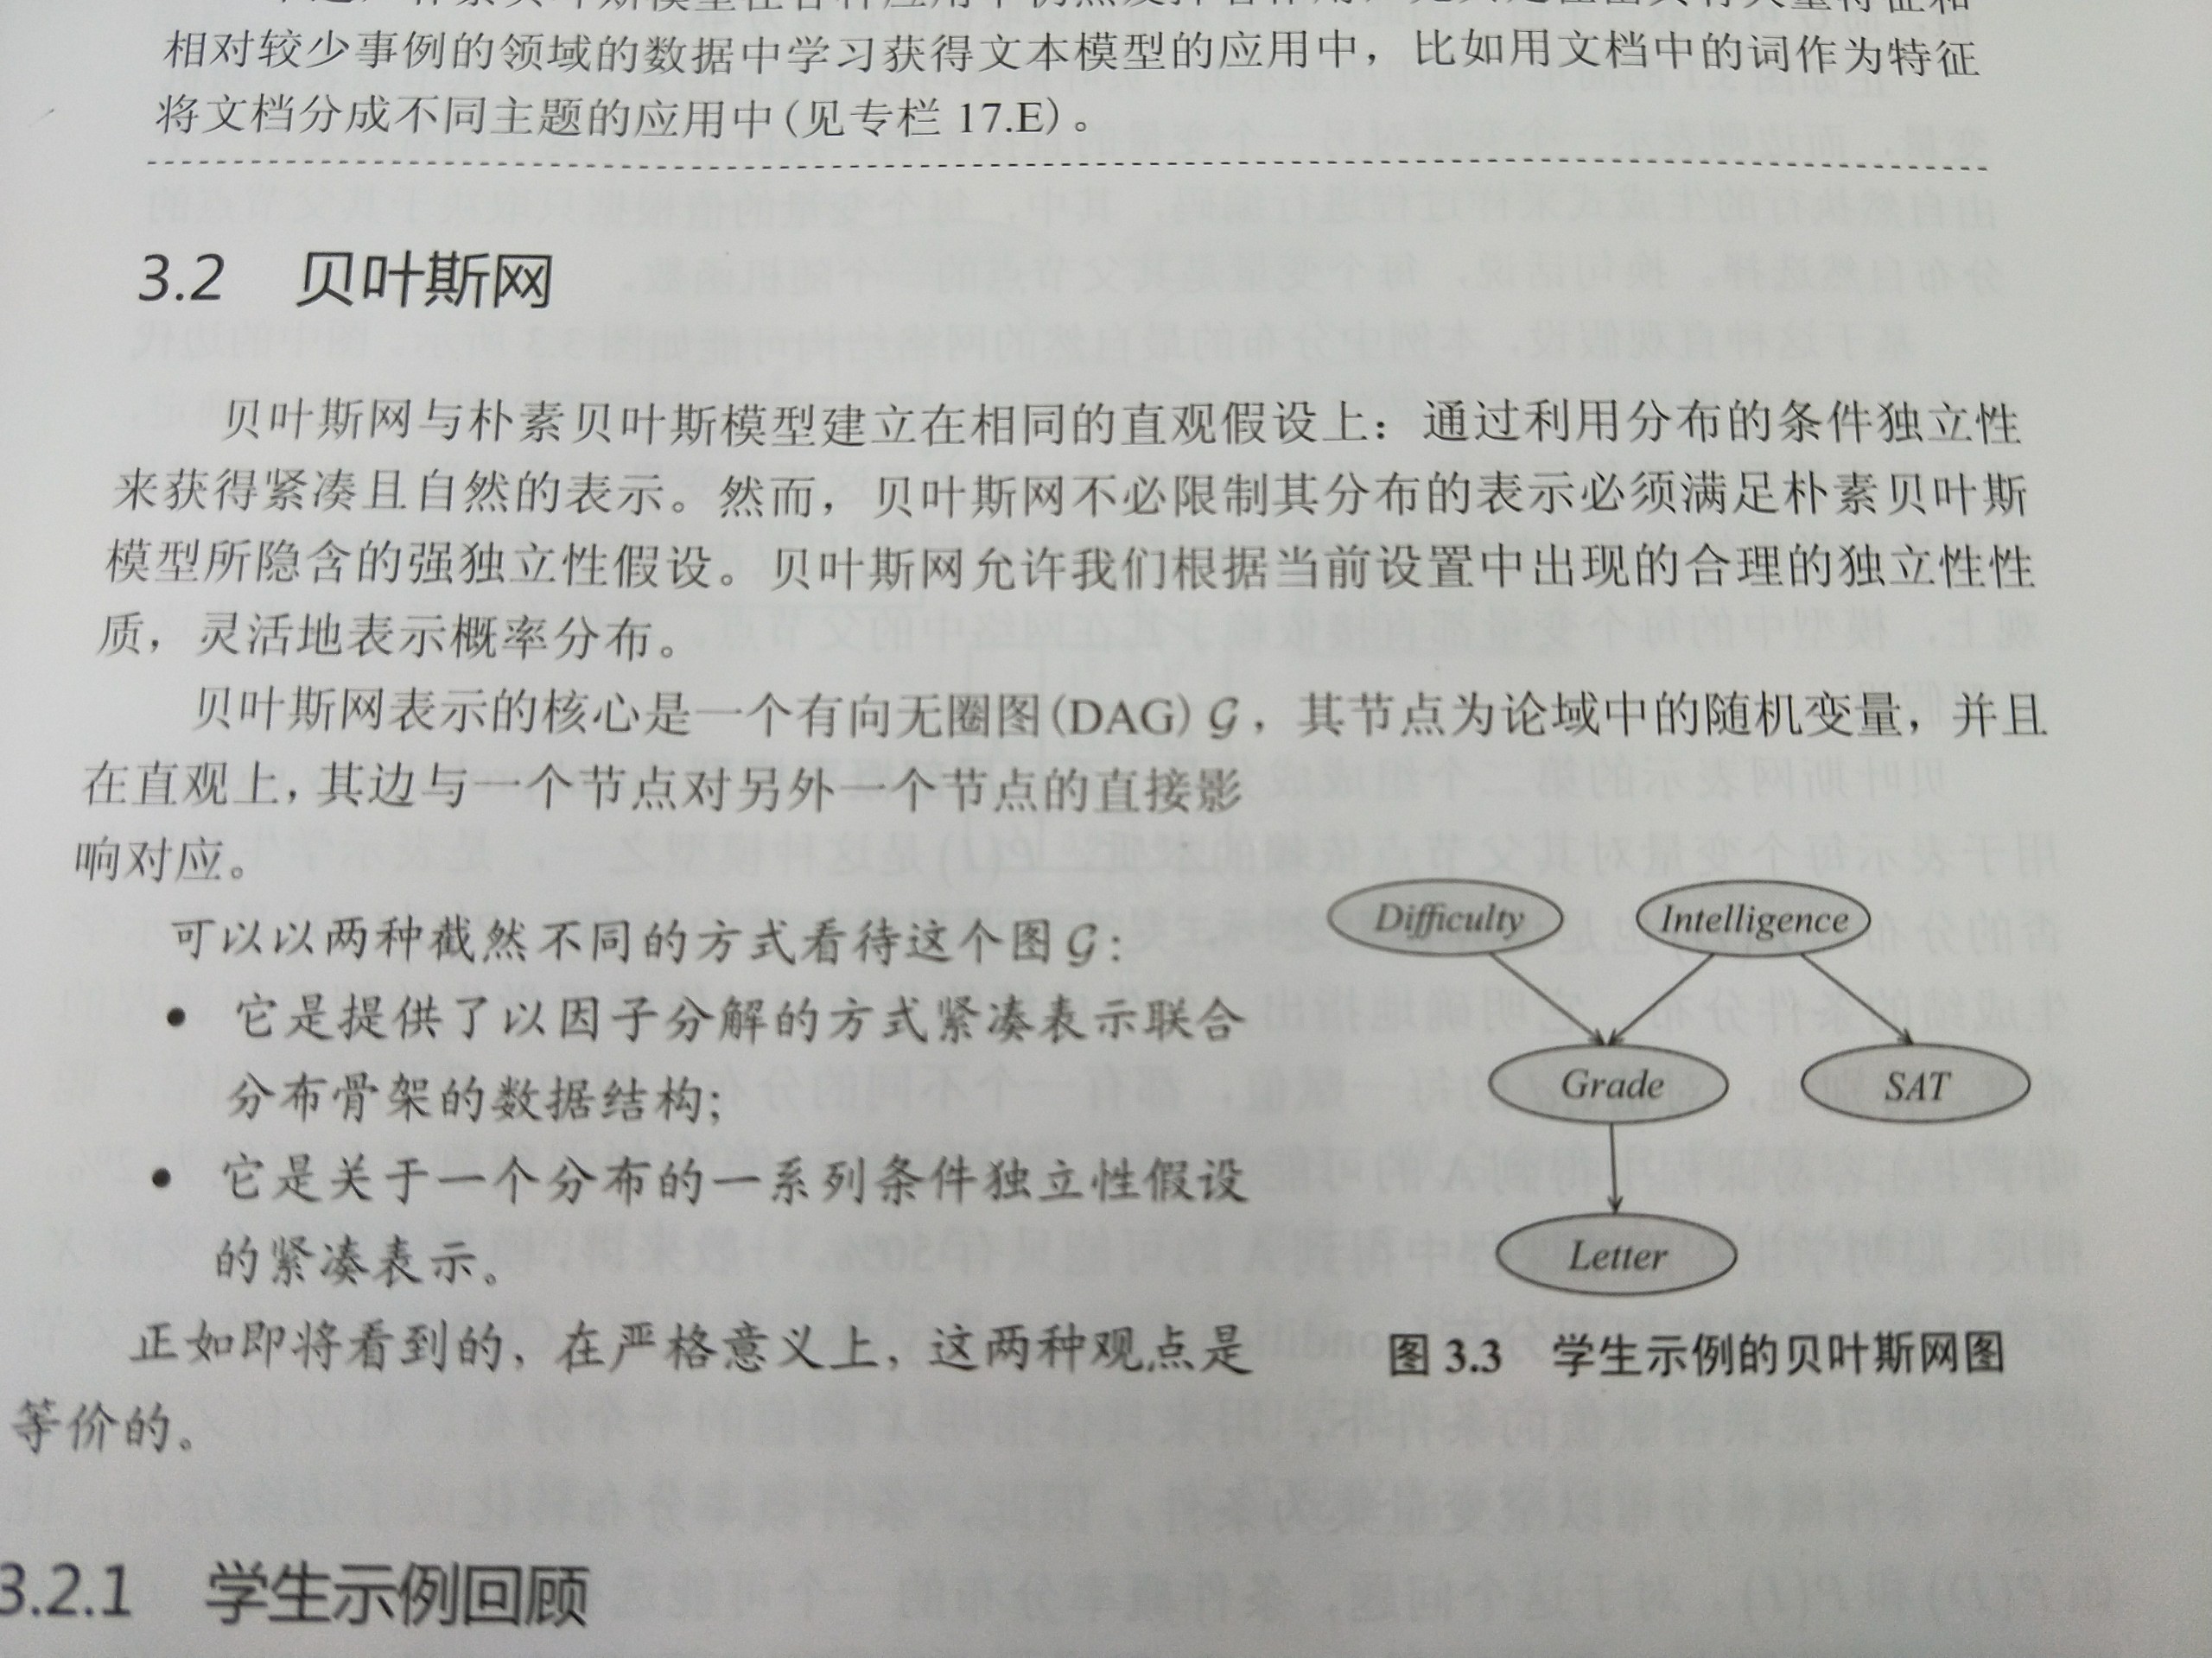 相对较少事例的领域的数据中学习获得文本模型的应用中，比如用文档中的词作为特征
将文档分成不同主题的应用中(见专栏 17.E)。
3.2 贝叶斯网
贝叶斯网与朴素贝叶斯模型建立在相同的直观假设上：通过利用分布的条件独立性
来获得紧凑且自然的表示。然而，贝叶斯网不必限制其分布的表示必须满足朴素贝叶斯
模型所隐含的强独立性假设。贝叶斯网允许我们根据当前设置中出现的合理的独立性性
质，灵活地表示概率分布。
贝叶斯网表示的核心是一个有向无圈图(DAG) 𝒢，其节点为论域中的随机变量，并且
在直观上，其边与一个节点对另外一个节点的直接影
响对应。
可以以两种截然不同的方式看待这个图 𝒢：
• 它是提供了以因子分解的方式紧凑表示联合
分布骨架的数据结构；
• 它是关于一个分布的一系列条件独立性假设
的紧凑表示。
正如即将看到的，在严格意义上，这两种观点是
等价的。
Difficulty
Intelligence
Grade
SAT
Letter
图 3.3 学生示例的贝叶斯网图
3.2.1 学生示例回顾